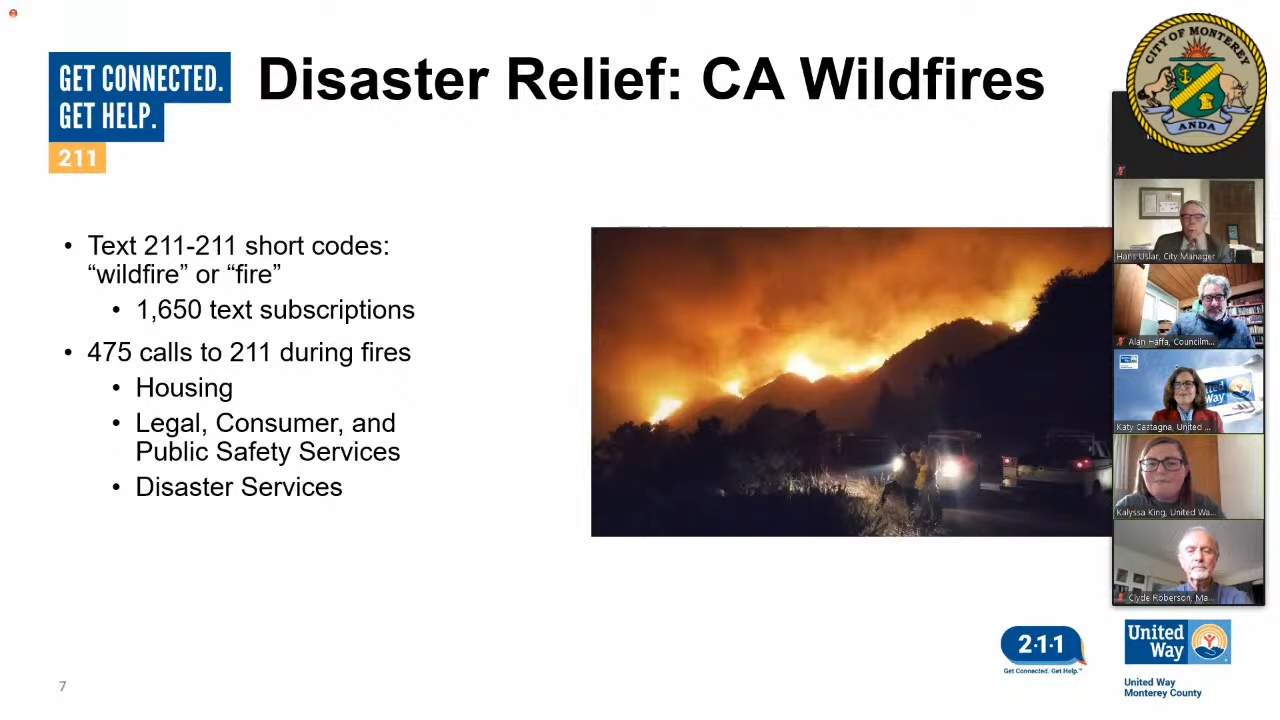 GET CONNECTED.
GET HELP.
211
Disaster Relief: CA Wildfires
CITY OF MONTEREY
ANDA
• Text 211-211 short codes:
“wildfire” or “fire”
• 1,650 text subscriptions
• 475 calls to 211 during fires
• Housing
• Legal, Consumer, and
Public Safety Services
• Disaster Services
Hans Uslar, City Manager
Alan Haffa, Councilm...
United Way
Katy Castagna, United ...
Kalyssa King, United Wa...
Clyde Roberson, Ma...
2·1·1
Get Connected. Get Help.™
United
Way
United Way
Monterey County
7